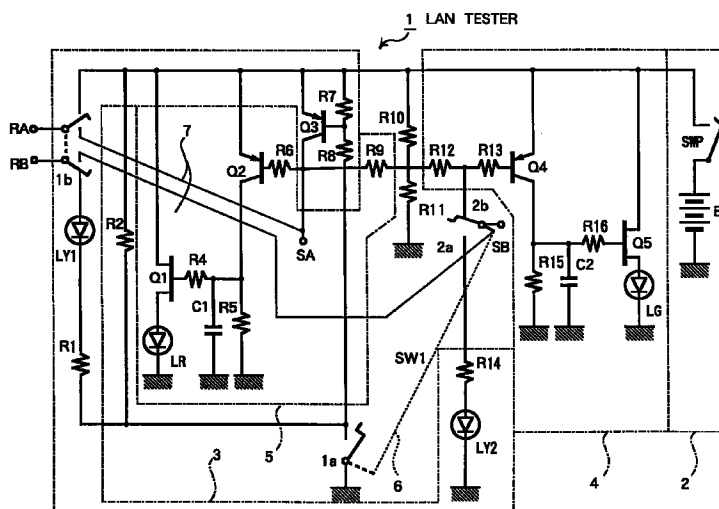 1 LAN TESTER
RA
RB
1b
7
R2
LY1
R1
Q1
R4
LR
C1
R5
Q2
R6
Q3
R7
R8
SA
R9
R10
R11
R12
R13
2b
2a
SB
SW1
Q4
R15
C2
R16
Q5
LG
SWP
R14
LY2
1a
3
5
6
4
2